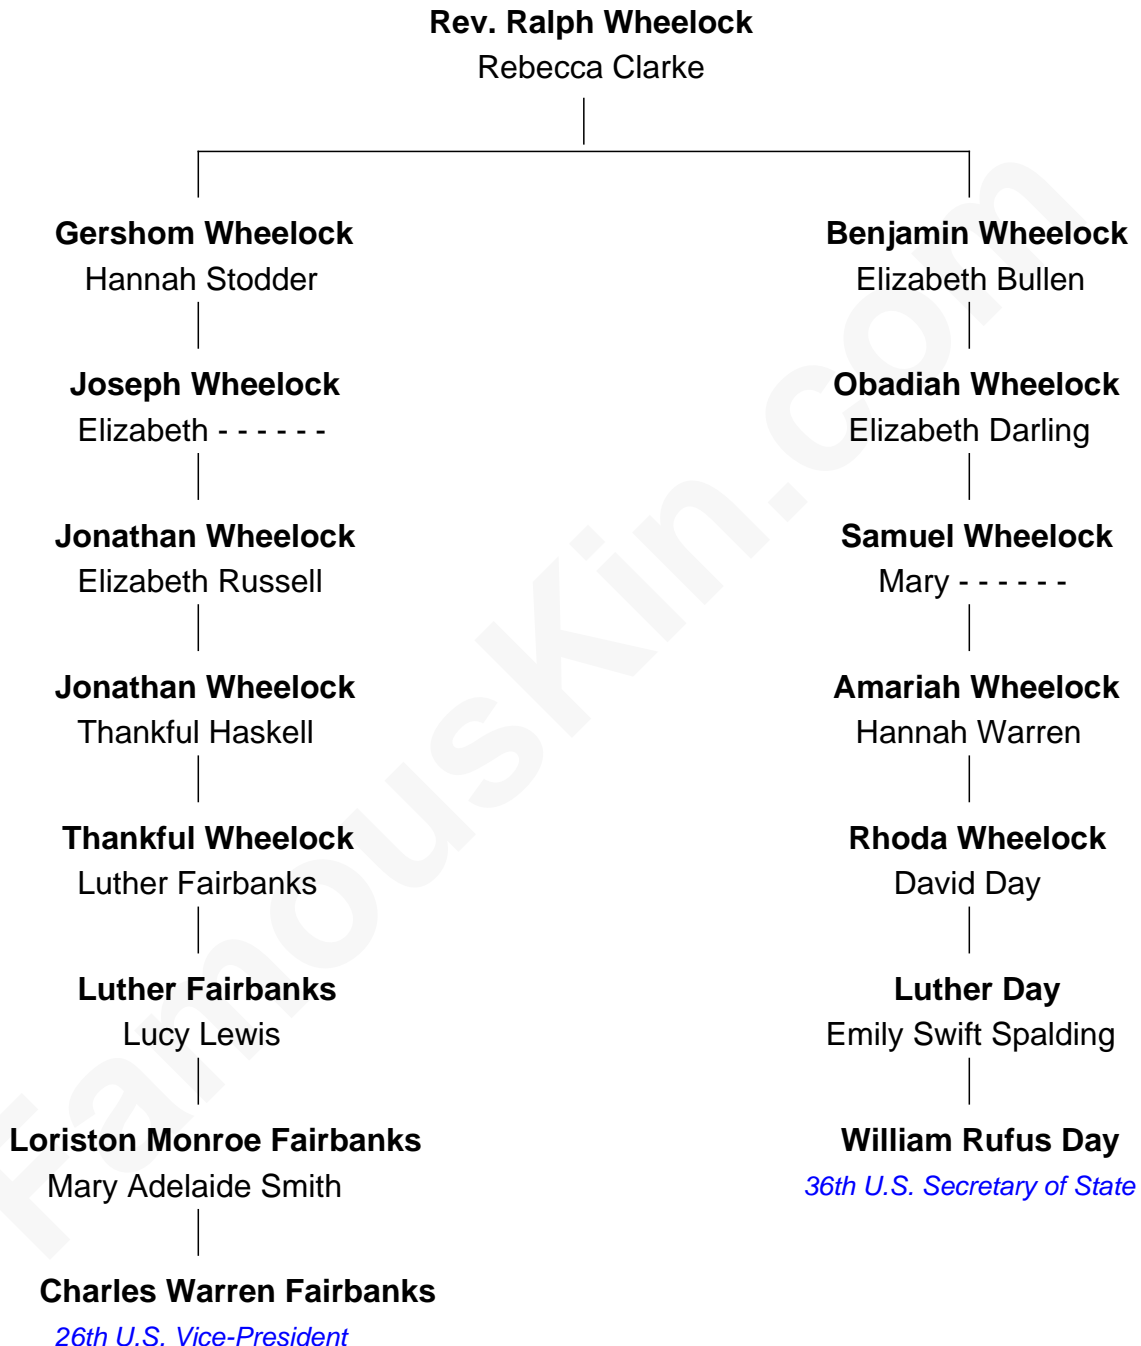 Rev. Ralph Wheelock
Rebecca Clarke
Gershom Wheelock
Hannah Stodder
Joseph Wheelock
Elizabeth - - - - - -
Jonathan Wheelock
Elizabeth Russell
Jonathan Wheelock
Thankful Haskell
Thankful Wheelock
Luther Fairbanks
Luther Fairbanks
Lucy Lewis
Loriston Monroe Fairbanks
Mary Adelaide Smith
Charles Warren Fairbanks
26th U.S. Vice-President
Benjamin Wheelock
Elizabeth Bullen
Obadiah Wheelock
Elizabeth Darling
Samuel Wheelock
Mary - - - - - -
Amariah Wheelock
Hannah Warren
Rhoda Wheelock
David Day
Luther Day
Emily Swift Spalding
William Rufus Day
36th U.S. Secretary of State
FamousKin.com